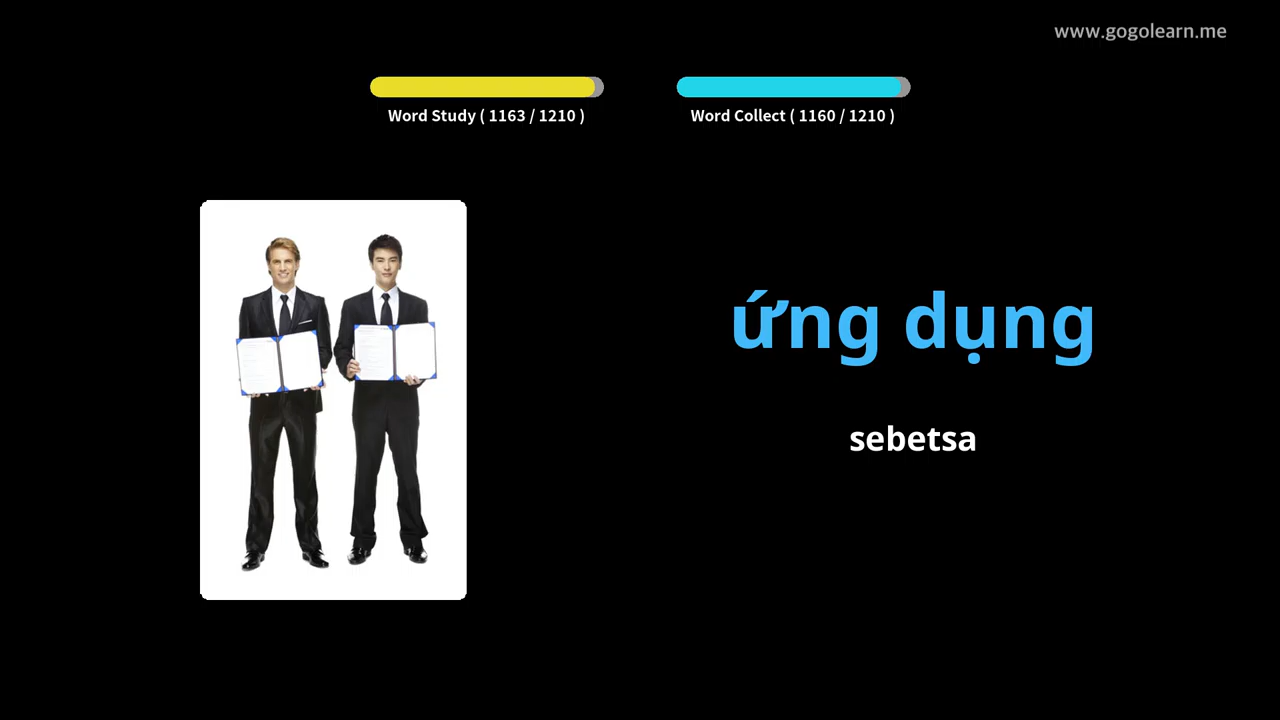 www.gogolearn.me
Word Study ( 1163 / 1210 )
Word Collect ( 1160 / 1210 )
ứng dụng
sebetsa